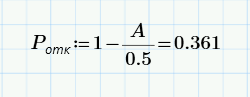 P_отк := 1 - A/0.5 = 0.361